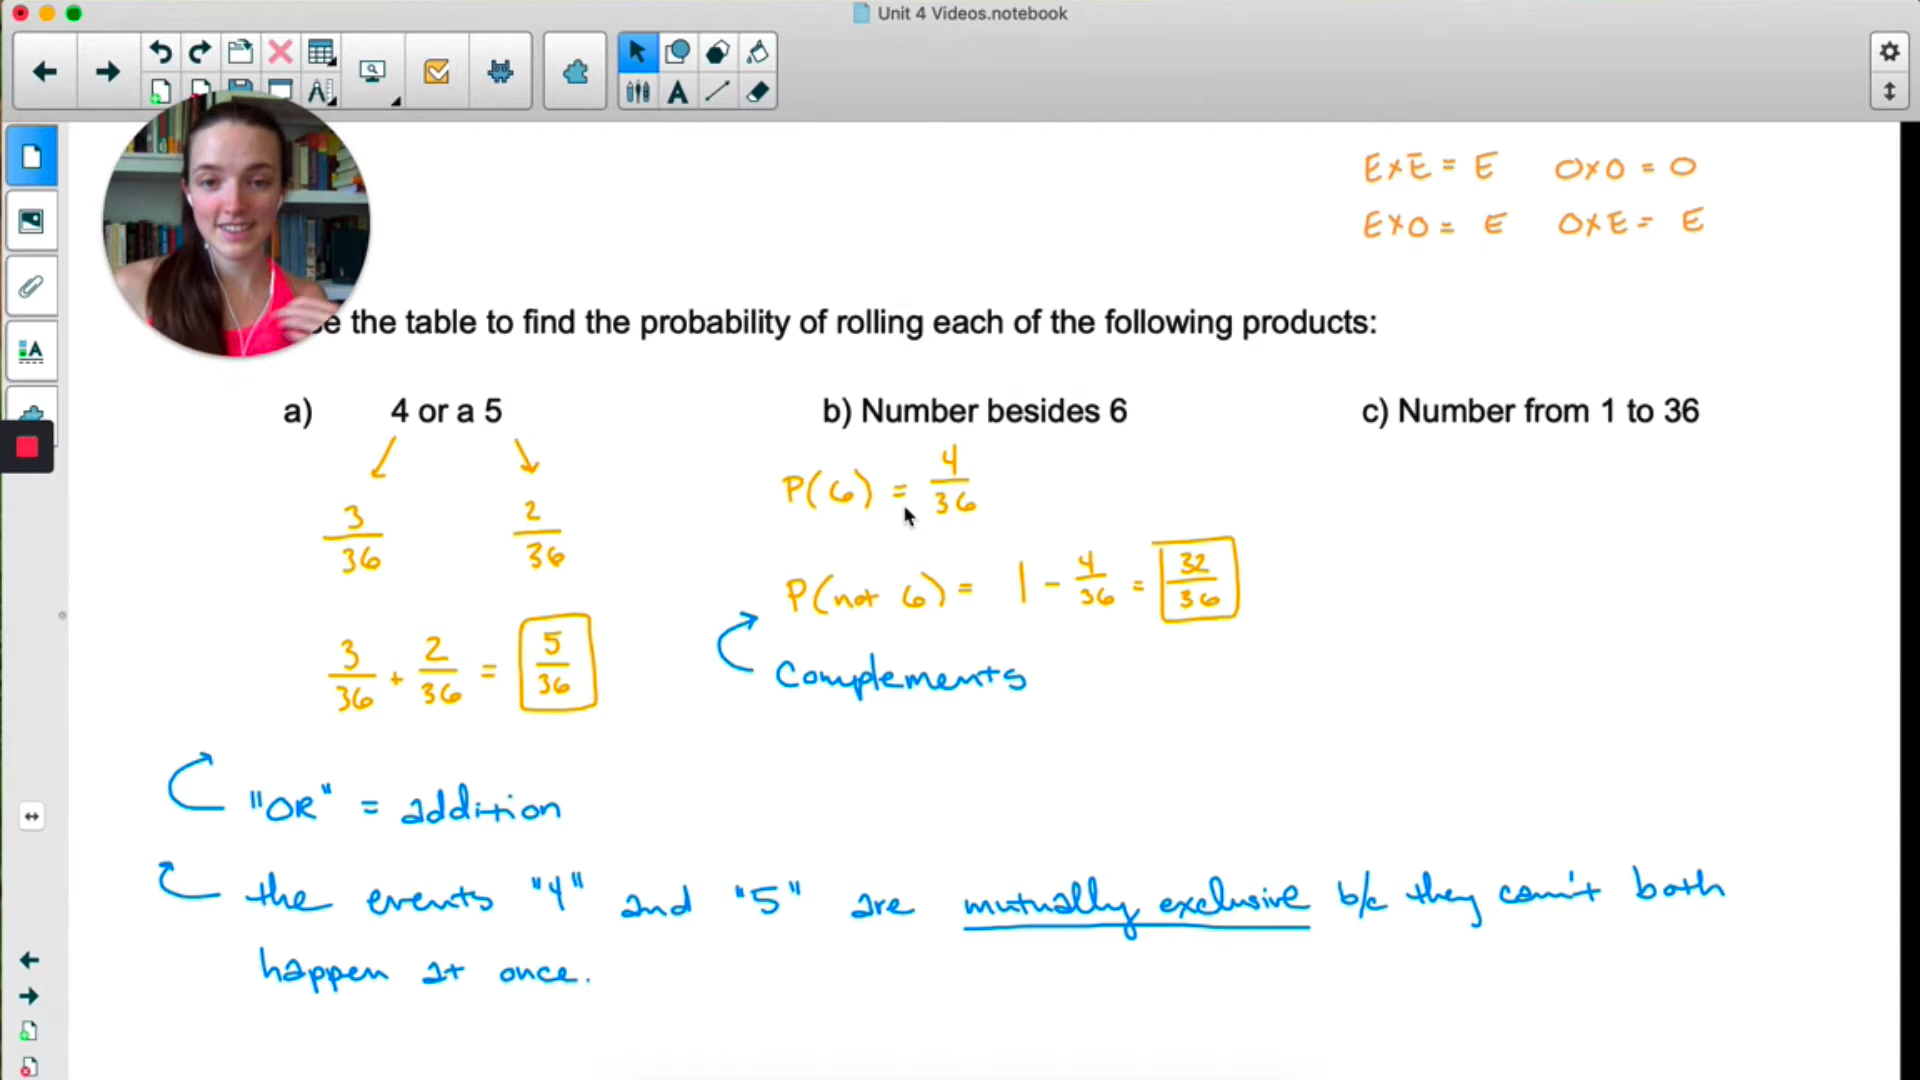 Unit 4 Videos.notebook
E×E = E O×O = O
E×O = E O×E = E
e the table to find the probability of rolling each of the following products:
a) 4 or a 5
b) Number besides 6
c) Number from 1 to 36
3/36 2/36
3/36 + 2/36 = 5/36
P(6) = 4/36
P(not 6) = 1 - 4/36 = 32/36
Complements
"OR" = addition
the events "4" and "5" are mutually exclusive b/c they can't both
happen at once.